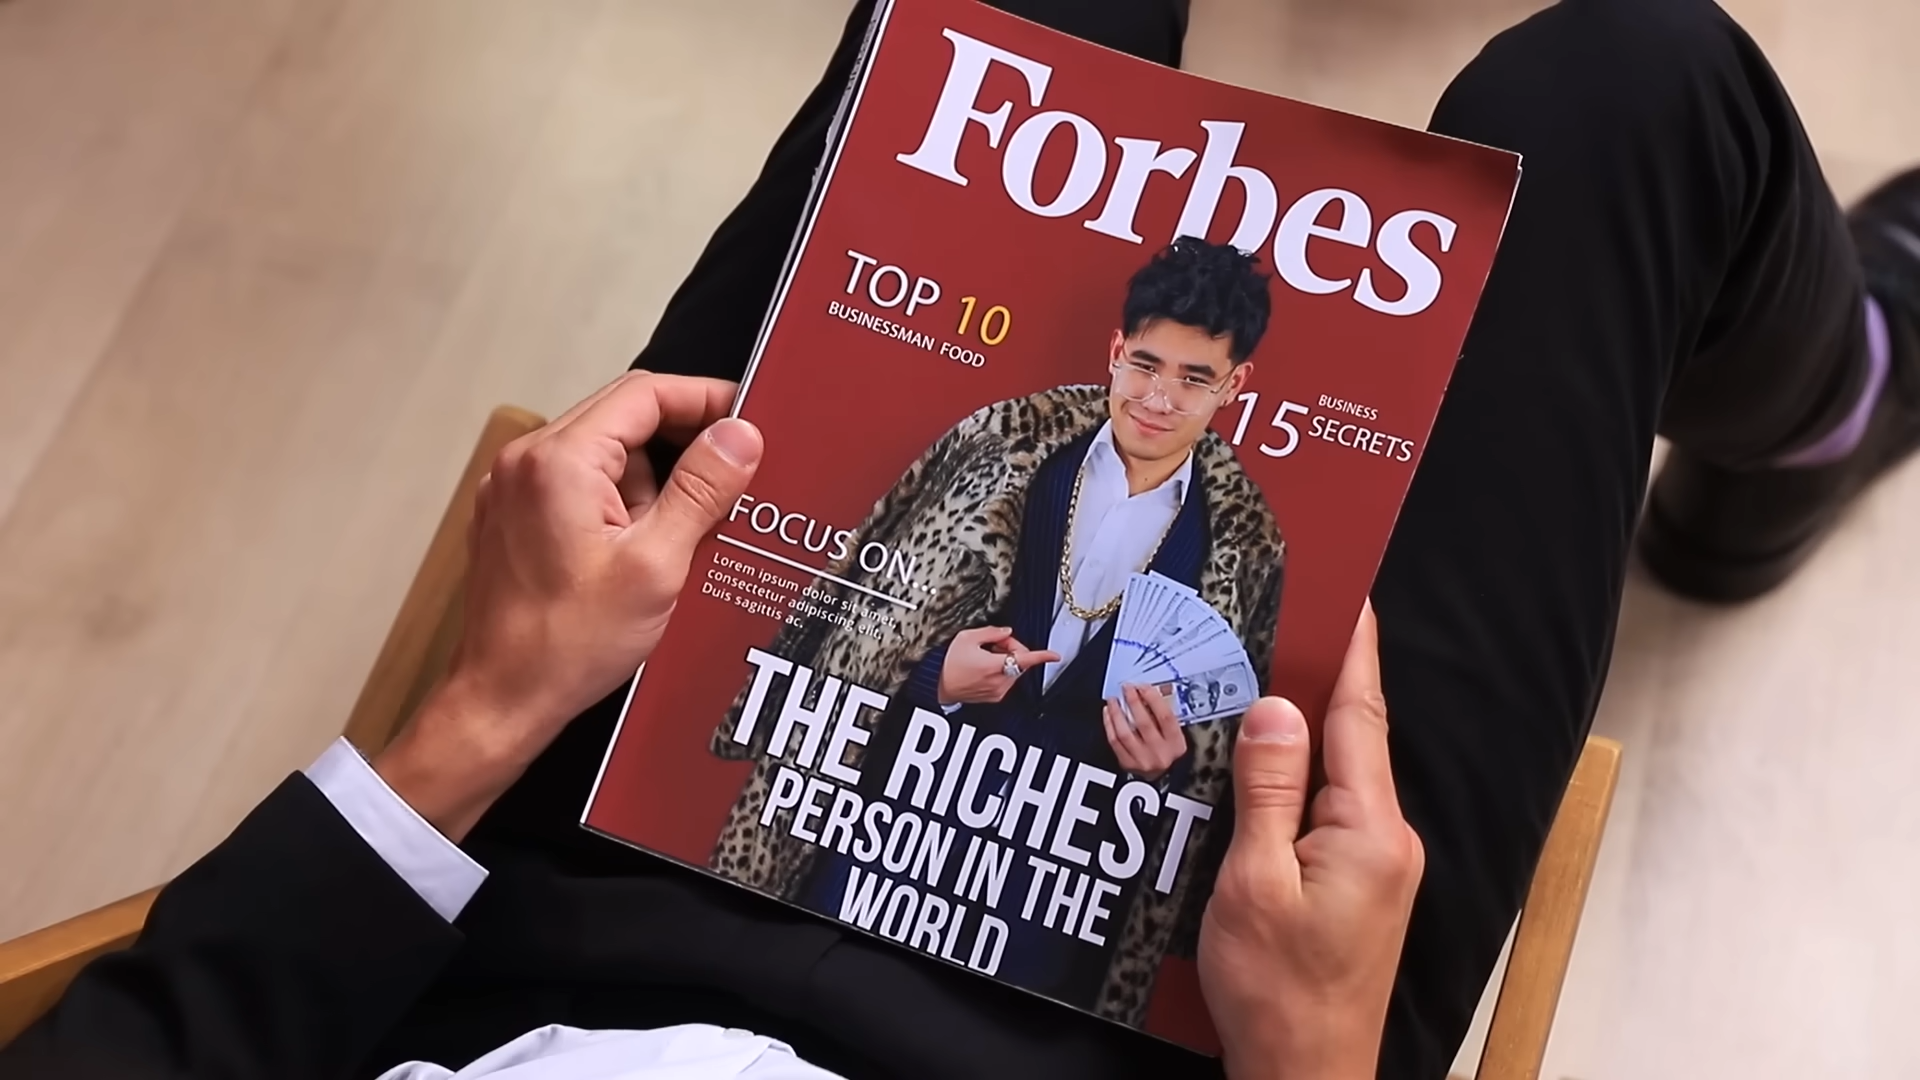 Forbes
TOP 10
BUSINESSMAN FOOD
15 BUSINESS
SECRETS
FOCUS ON...
Lorem ipsum dolor sit amet,
consectetur adipiscing elit.
Duis sagittis ac.
THE RICHEST
PERSON IN THE
WORLD